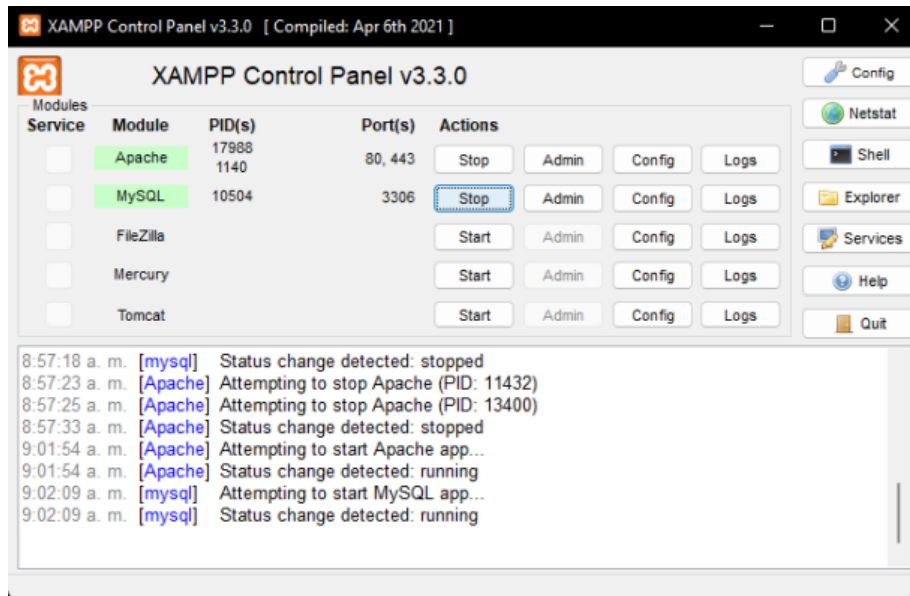 XAMPP Control Panel v3.3.0 [ Compiled: Apr 6th 2021 ]
XAMPP Control Panel v3.3.0
Config
Modules
Service Module PID(s) Port(s) Actions
Netstat
Apache 17988 1140 80, 443 Stop Admin Config Logs
Shell
MySQL 10504 3306 Stop Admin Config Logs
Explorer
FileZilla Start Admin Config Logs
Services
Mercury Start Admin Config Logs
Help
Tomcat Start Admin Config Logs
Quit
8:57:18 a. m. [mysql] Status change detected: stopped
8:57:23 a. m. [Apache] Attempting to stop Apache (PID: 11432)
8:57:25 a. m. [Apache] Attempting to stop Apache (PID: 13400)
8:57:33 a. m. [Apache] Status change detected: stopped
9:01:54 a. m. [Apache] Attempting to start Apache app...
9:01:54 a. m. [Apache] Status change detected: running
9:02:09 a. m. [mysql] Attempting to start MySQL app...
9:02:09 a. m. [mysql] Status change detected: running